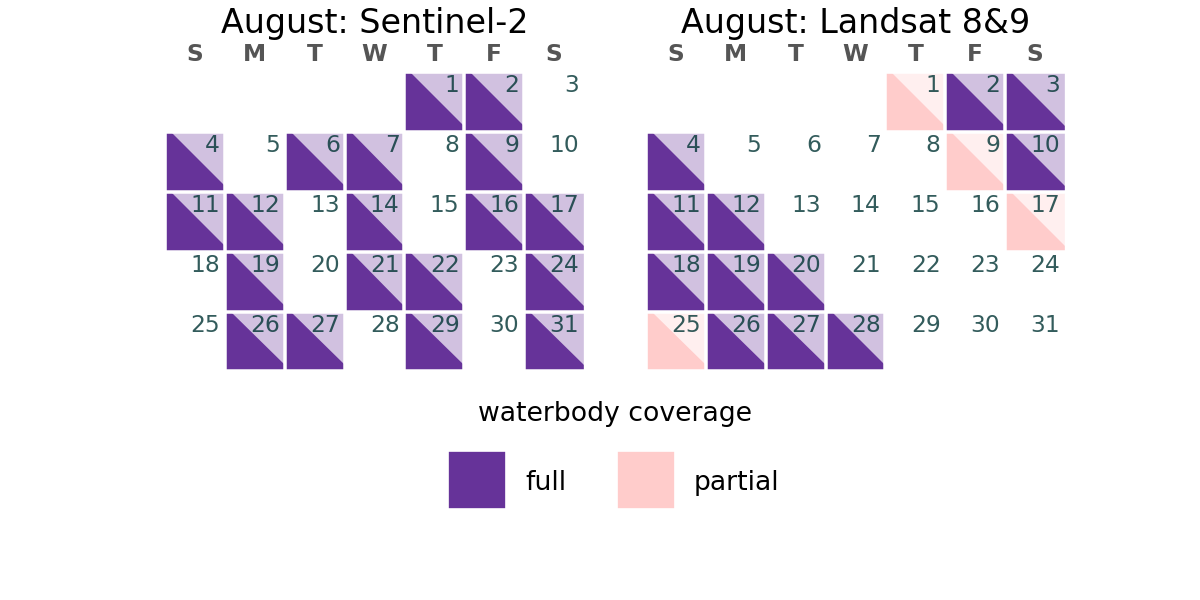 August: Sentinel-2
S M T W T F S
1 2 3
4 5 6 7 8 9 10
11 12 13 14 15 16 17
18 19 20 21 22 23 24
25 26 27 28 29 30 31
August: Landsat 8&9
S M T W T F S
1 2 3
4 5 6 7 8 9 10
11 12 13 14 15 16 17
18 19 20 21 22 23 24
25 26 27 28 29 30 31
waterbody coverage
full partial